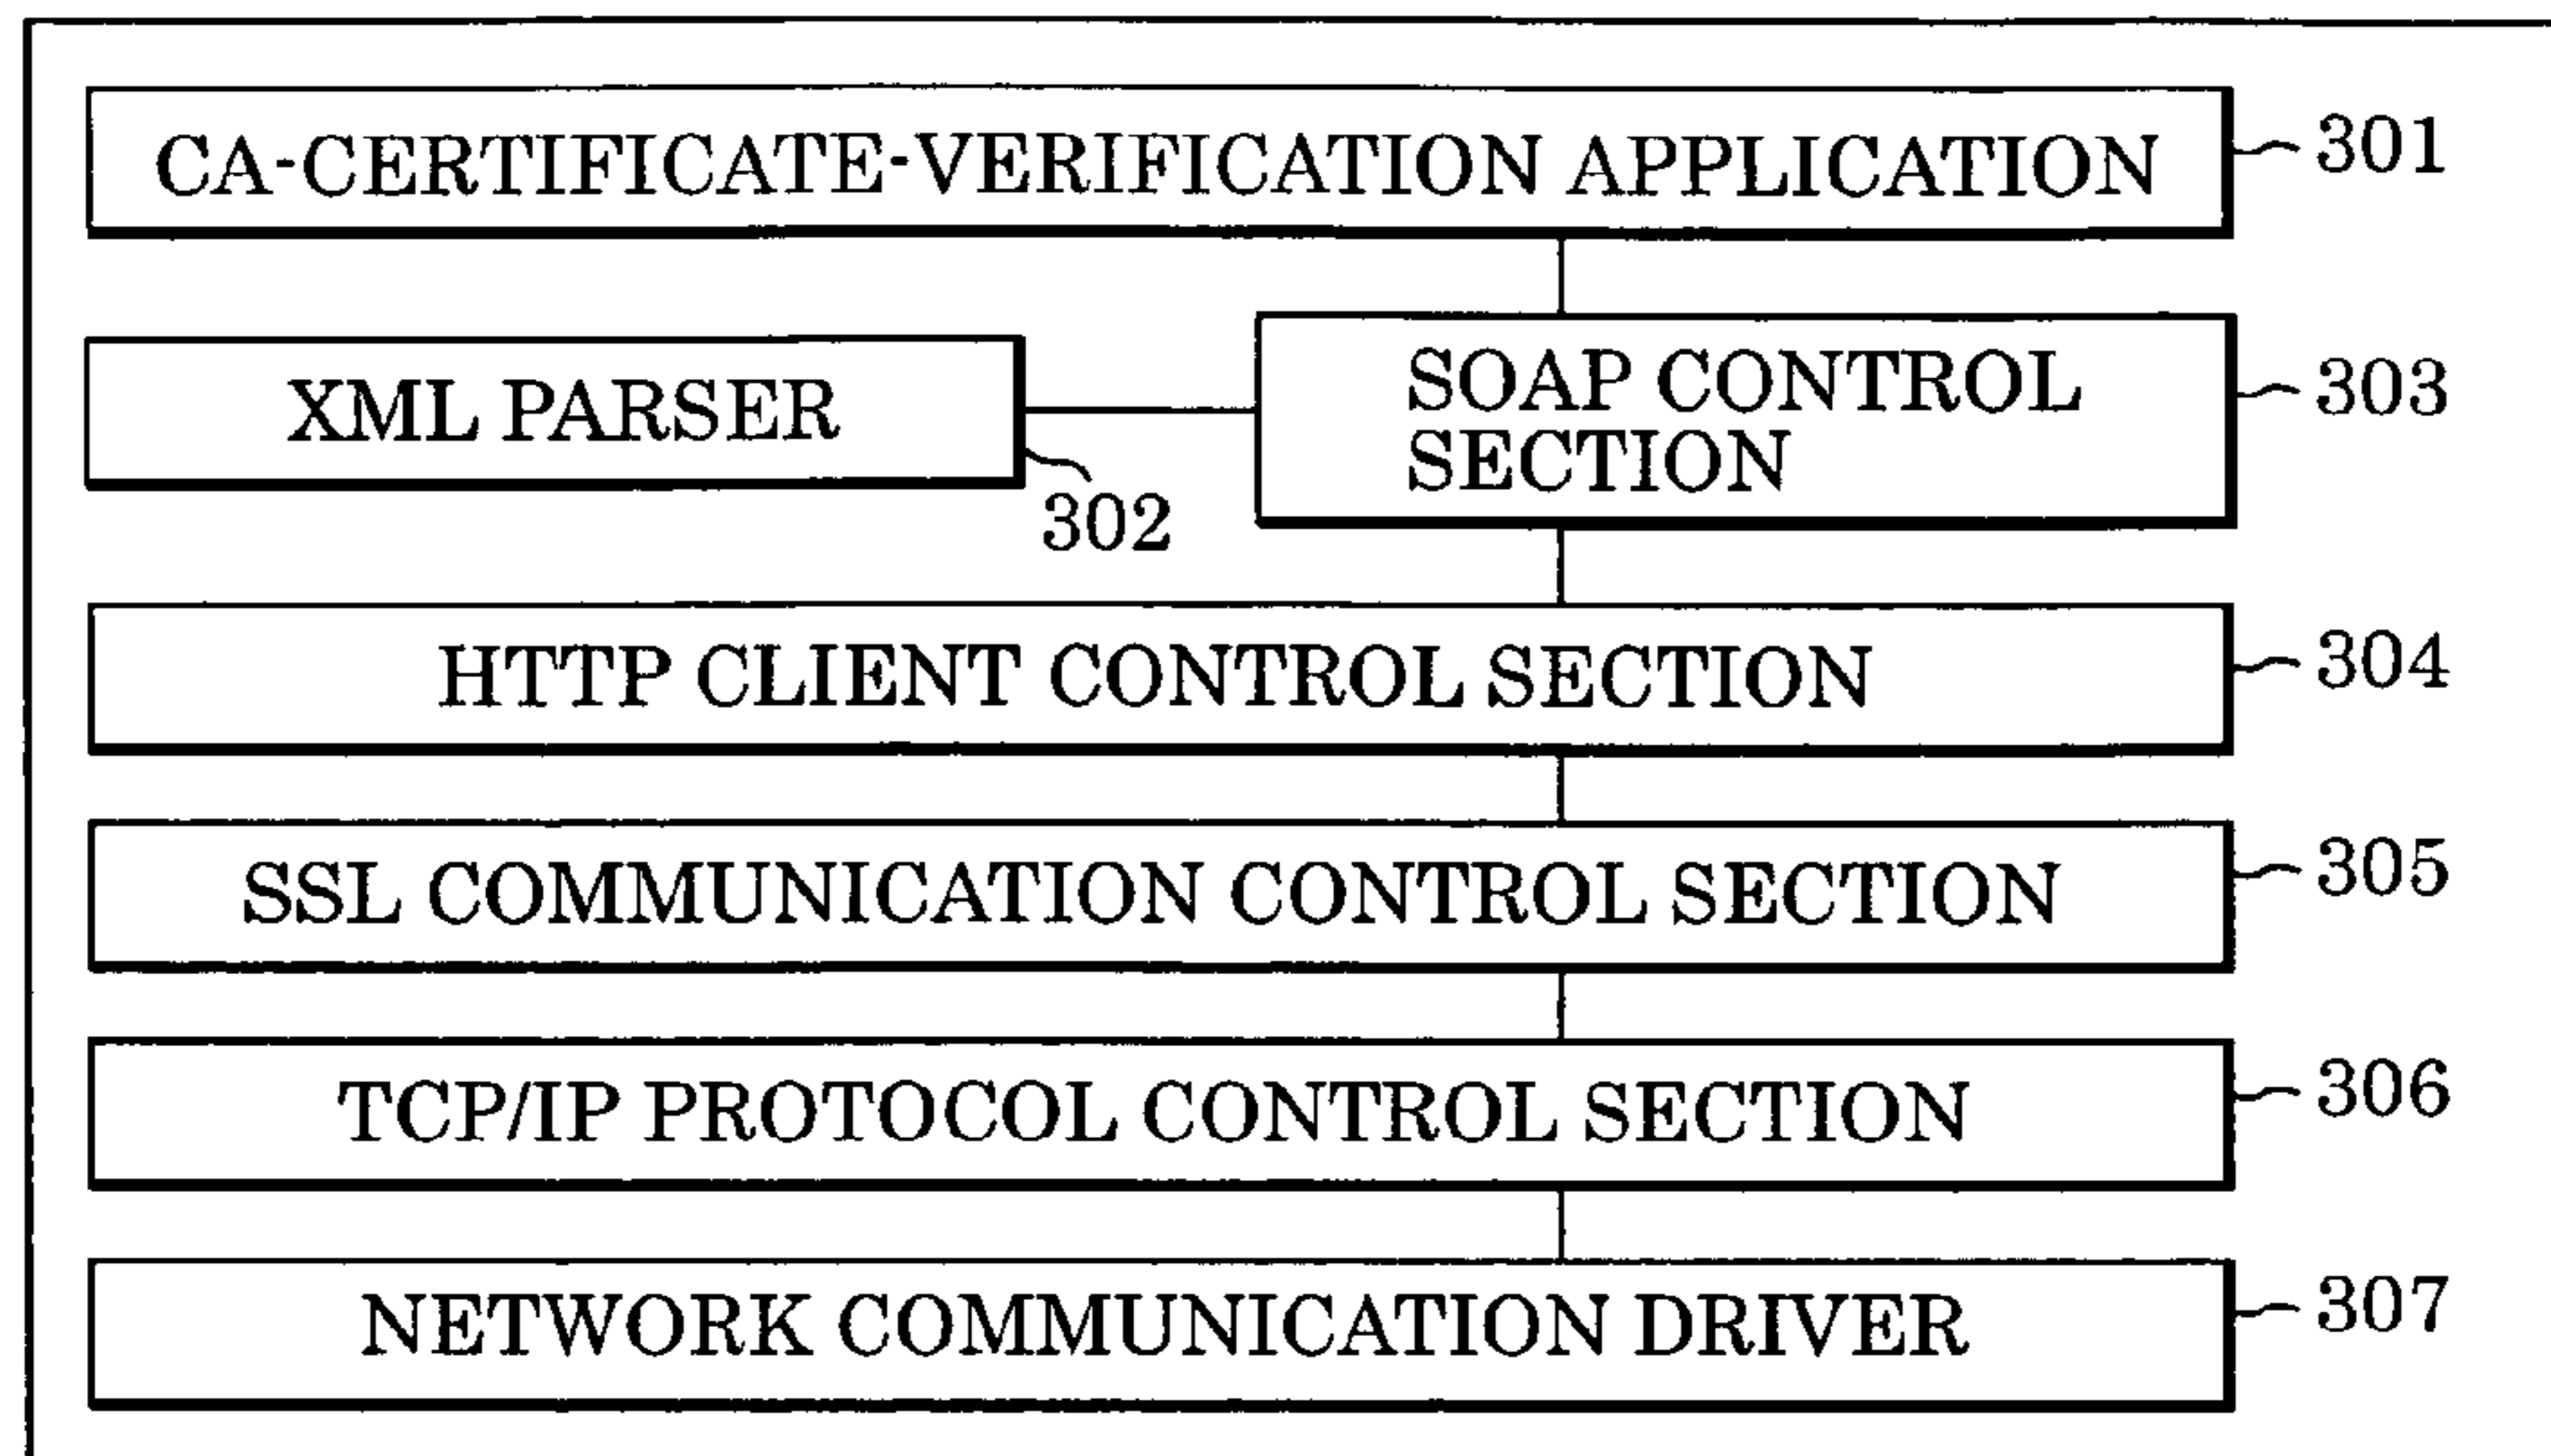 CA-CERTIFICATE-VERIFICATION APPLICATION
301
XML PARSER
302
SOAP CONTROL
SECTION
303
HTTP CLIENT CONTROL SECTION
304
SSL COMMUNICATION CONTROL SECTION
305
TCP/IP PROTOCOL CONTROL SECTION
306
NETWORK COMMUNICATION DRIVER
307